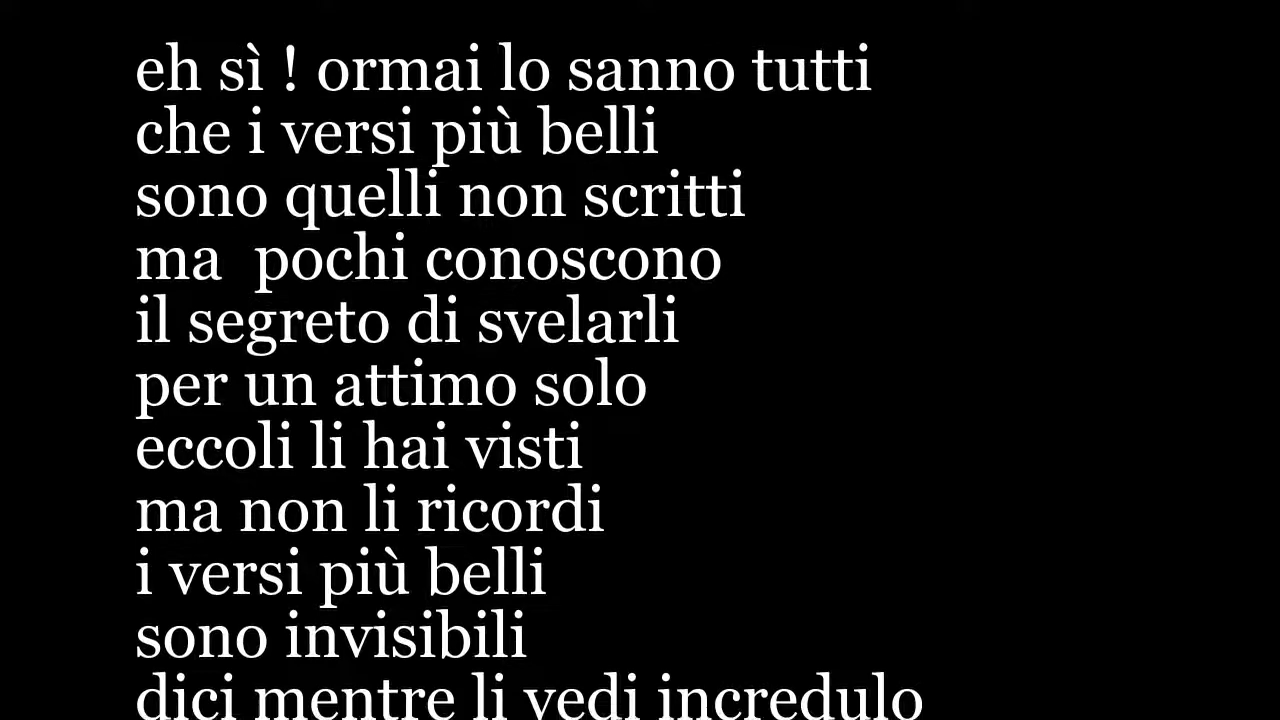 eh sì ! ormai lo sanno tutti
che i versi più belli
sono quelli non scritti
ma  pochi conoscono
il segreto di svelarli
per un attimo solo
eccoli li hai visti
ma non li ricordi
i versi più belli
sono invisibili
dici mentre li vedi incredulo